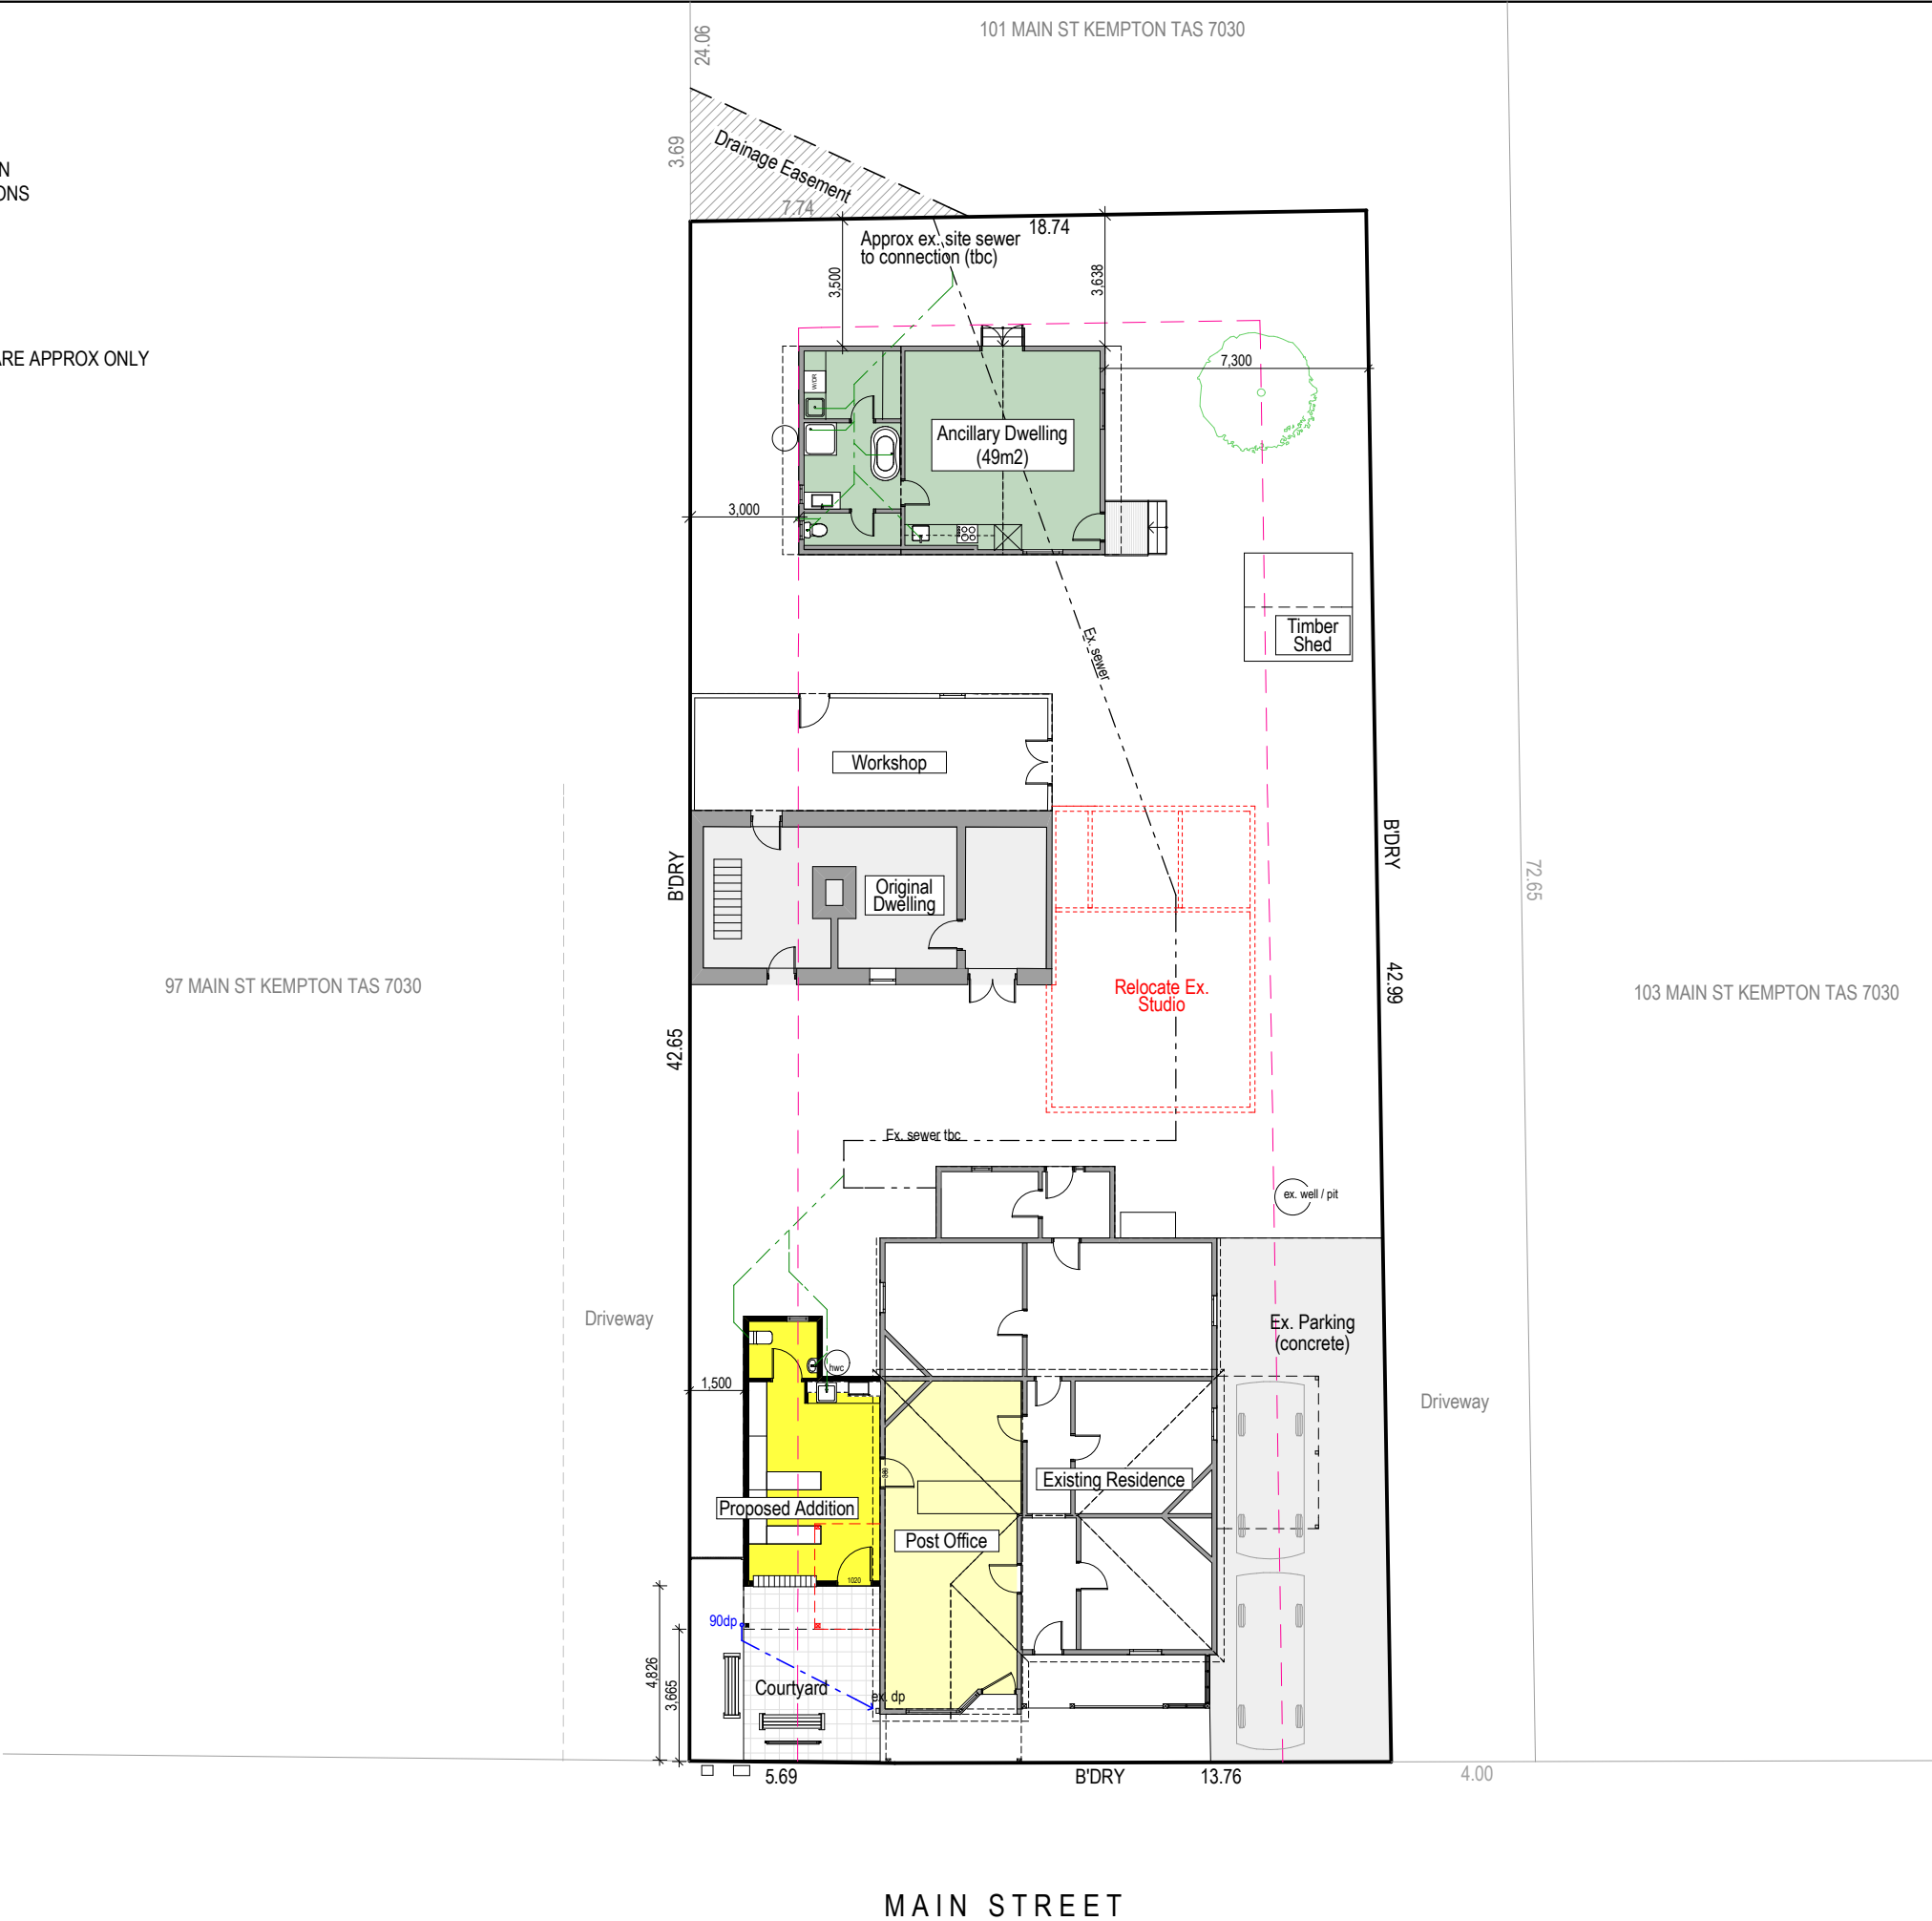 24.06
101 MAIN ST KEMPTON TAS 7030
3.69
Drainage Easement
N
ONS
7.74
18.74
Approx ex. site sewer
to connection (tbc)
3,500
3,638
ARE APPROX ONLY
7,300
W/DR
Ancillary Dwelling
(49m2)
3,000
Timber
Shed
Ex. sewer
Workshop
B'DRY
B'DRY
72.65
Original
Dwelling
97 MAIN ST KEMPTON TAS 7030
Relocate Ex.
Studio
42.99
103 MAIN ST KEMPTON TAS 7030
42.65
Ex. sewer tbc
ex. well / pit
Driveway
Ex. Parking
(concrete)
hwc
1,500
Driveway
Existing Residence
Proposed Addition
Post Office
1020
90dp
4,826
3,665
Courtyard
ex. dp
5.69
B'DRY
13.76
4.00
MAIN STREET